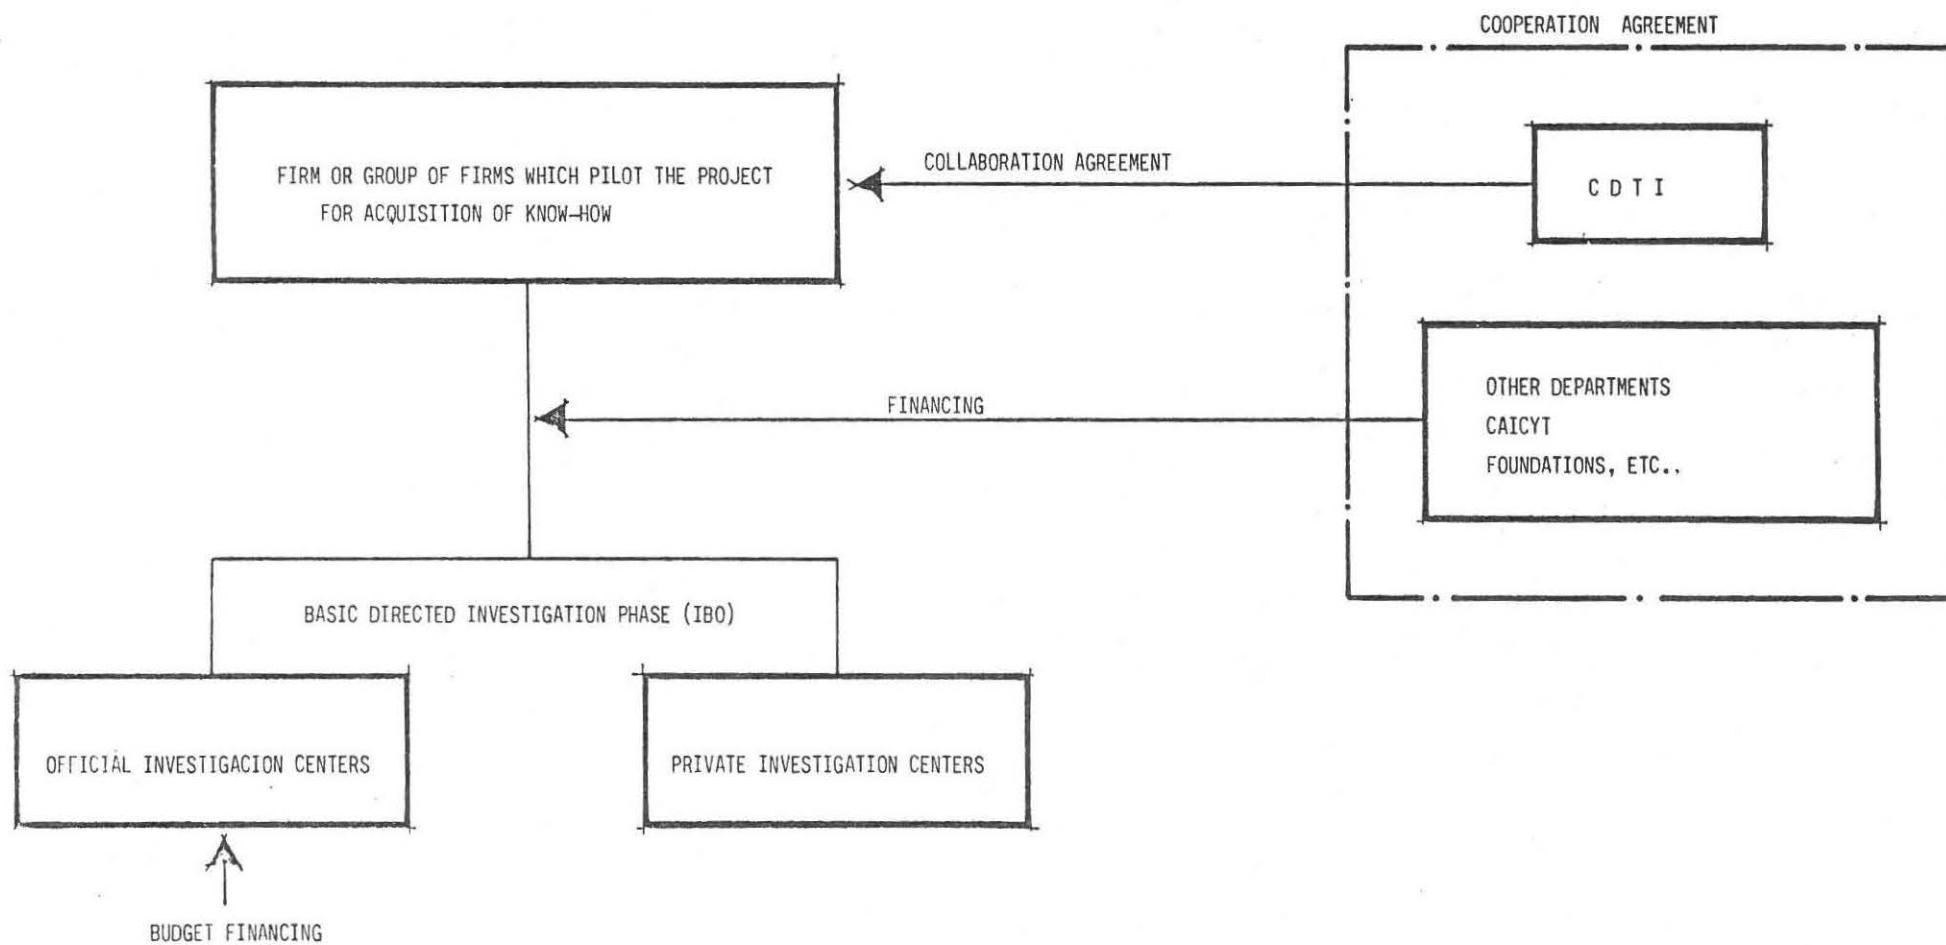 COOPERATION AGREEMENT
FIRM OR GROUP OF FIRMS WHICH PILOT THE PROJECT
FOR ACQUISITION OF KNOW-HOW
COLLABORATION AGREEMENT
C D T I
FINANCING
OTHER DEPARTMENTS
CAICYT
FOUNDATIONS, ETC..
BASIC DIRECTED INVESTIGATION PHASE (IBO)
OFFICIAL INVESTIGACION CENTERS
PRIVATE INVESTIGATION CENTERS
BUDGET FINANCING